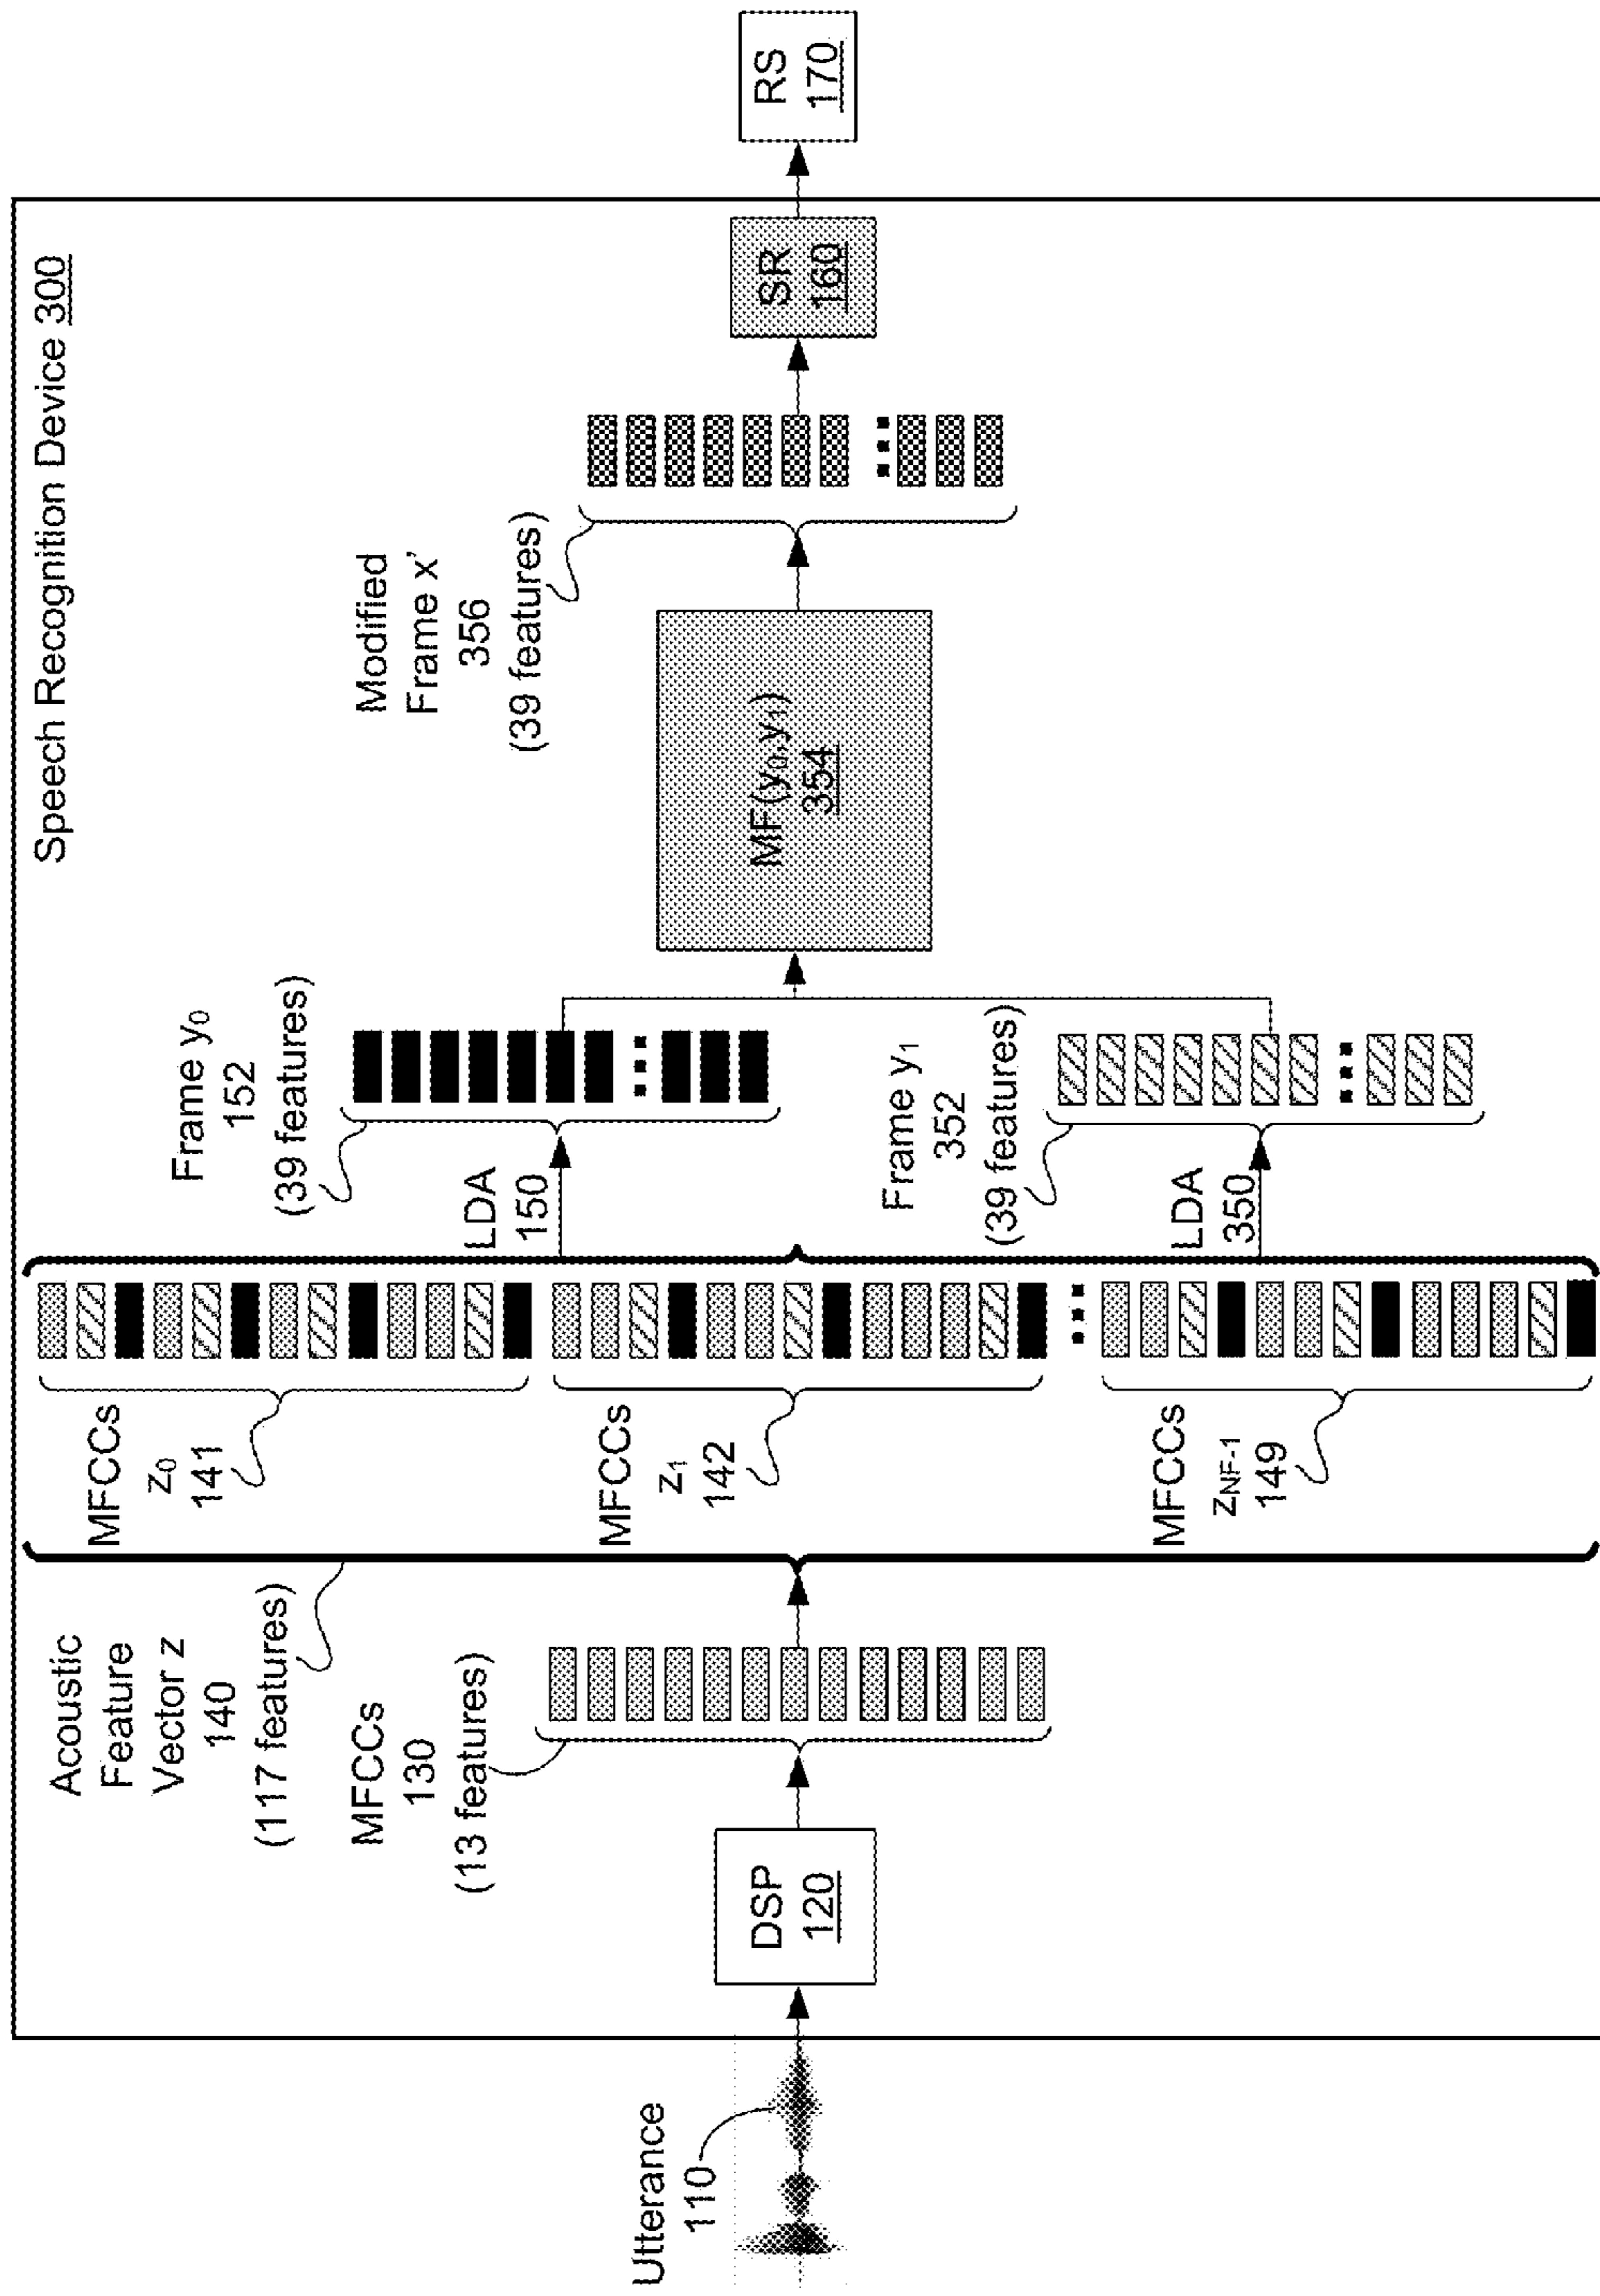 Speech Recognition Device 300
Utterance
110
DSP
120
MFCCs
130
(13 features)
Acoustic
Feature
Vector z
140
(117 features)
MFCCs
z0
141
MFCCs
z1
142
MFCCs
zNF-1
149
LDA
150
LDA
350
Frame y0
152
(39 features)
Frame y1
352
(39 features)
MF(y0,y1)
354
Modified
Frame x'
356
(39 features)
SR
160
RS
170